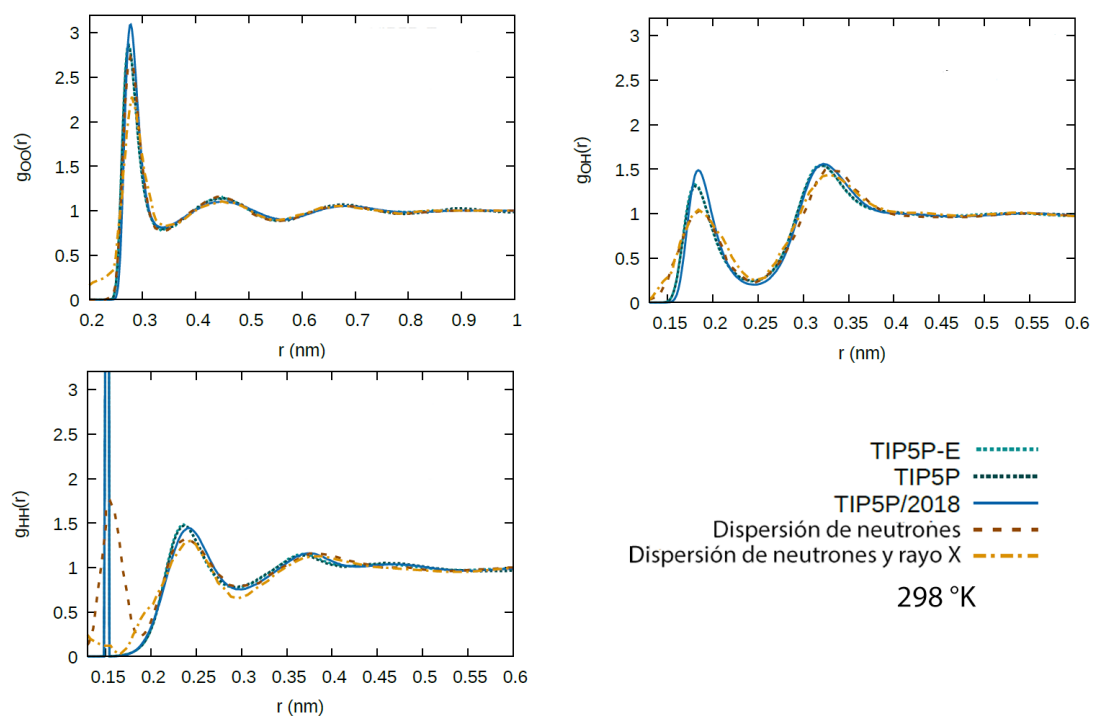 3
2.5
2
1.5
1
0.5
0
gOO(r)
0.2 0.3 0.4 0.5 0.6 0.7 0.8 0.9 1
r (nm)
3
2.5
2
1.5
1
0.5
0
gOH(r)
0.15 0.2 0.25 0.3 0.35 0.4 0.45 0.5 0.55 0.6
r (nm)
3
2.5
2
1.5
1
0.5
0
gHH(r)
0.15 0.2 0.25 0.3 0.35 0.4 0.45 0.5 0.55 0.6
r (nm)
TIP5P-E
TIP5P
TIP5P/2018
Dispersión de neutrones
Dispersión de neutrones y rayo X
298 °K